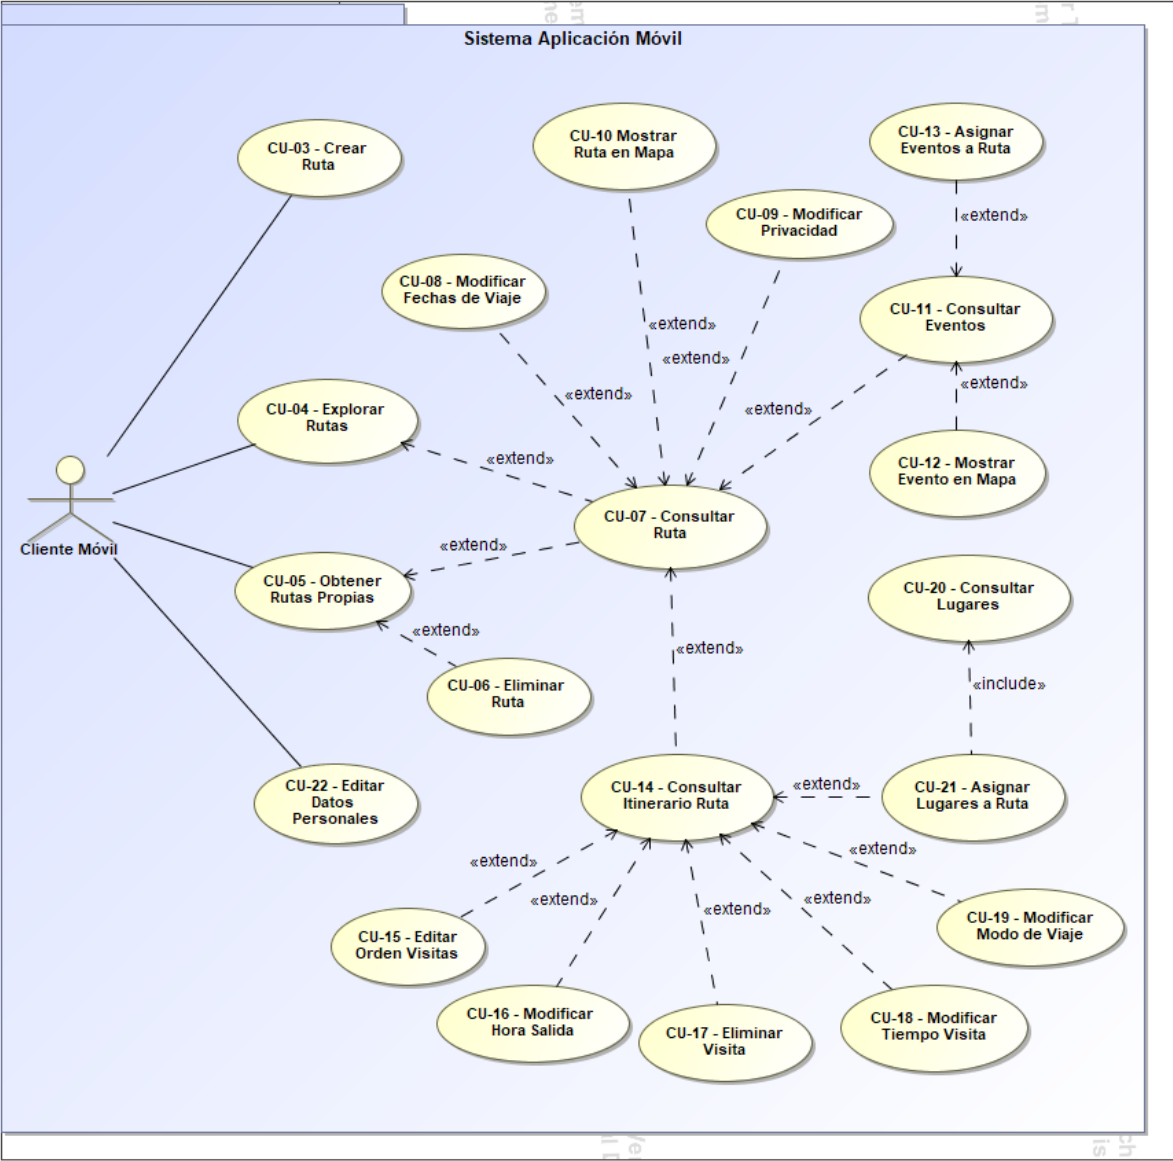 Sistema Aplicación Móvil
CU-03 - Crear
Ruta
CU-10 Mostrar
Ruta en Mapa
CU-13 - Asignar
Eventos a Ruta
CU-09 - Modificar
Privacidad
«extend»
CU-08 - Modificar
Fechas de Viaje
CU-11 - Consultar
Eventos
«extend»
«extend»
«extend»
«extend»
«extend»
CU-04 - Explorar
Rutas
«extend»
CU-12 - Mostrar
Evento en Mapa
CU-07 - Consultar
Ruta
Cliente Móvil
«extend»
CU-05 - Obtener
Rutas Propias
CU-20 - Consultar
Lugares
«extend»
«extend»
CU-06 - Eliminar
Ruta
«include»
CU-22 - Editar
Datos
Personales
CU-14 - Consultar
Itinerario Ruta
«extend»
CU-21 - Asignar
Lugares a Ruta
«extend»
«extend»
«extend»
«extend»
«extend»
CU-19 - Modificar
Modo de Viaje
CU-15 - Editar
Orden Visitas
CU-16 - Modificar
Hora Salida
CU-17 - Eliminar
Visita
CU-18 - Modificar
Tiempo Visita